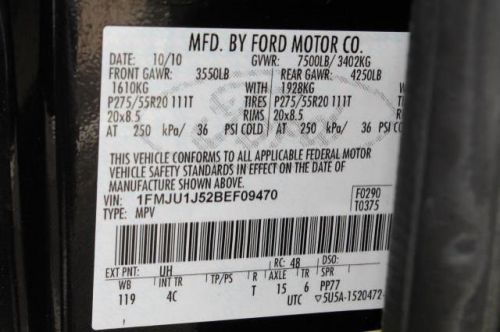 MFD. BY FORD MOTOR CO.
DATE: 10/10 GVWR: 7500LB/ 3402KG
FRONT GAWR: 3550LB REAR GAWR: 4250LB
1610KG WITH 1928KG WITH
P275/55R20 111T TIRES P275/55R20 111T
20x8.5 RIMS 20x8.5
AT 250 kPa/ 36 PSI COLD AT 250 kPa/ 36
THIS VEHICLE CONFORMS TO ALL APPLICABLE FEDERAL MOTOR
VEHICLE SAFETY STANDARDS IN EFFECT ON THE DATE OF
MANUFACTURE SHOWN ABOVE.
VIN: 1FMJU1J52BEF09470 F0290
TYPE: MPV T0375
EXT PNT: UH RC: 48 DSO:
WB INT TR TP/PS R AXLE TR SPR
119 4C T 15 6 PP77
UTC ▽5U5A-1520472-